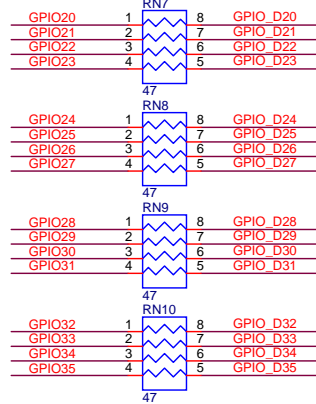 RN7
GPIO20 1 8 GPIO_D20
GPIO21 2 7 GPIO_D21
GPIO22 3 6 GPIO_D22
GPIO23 4 5 GPIO_D23
47
RN8
GPIO24 1 8 GPIO_D24
GPIO25 2 7 GPIO_D25
GPIO26 3 6 GPIO_D26
GPIO27 4 5 GPIO_D27
47
RN9
GPIO28 1 8 GPIO_D28
GPIO29 2 7 GPIO_D29
GPIO30 3 6 GPIO_D30
GPIO31 4 5 GPIO_D31
47
RN10
GPIO32 1 8 GPIO_D32
GPIO33 2 7 GPIO_D33
GPIO34 3 6 GPIO_D34
GPIO35 4 5 GPIO_D35
47